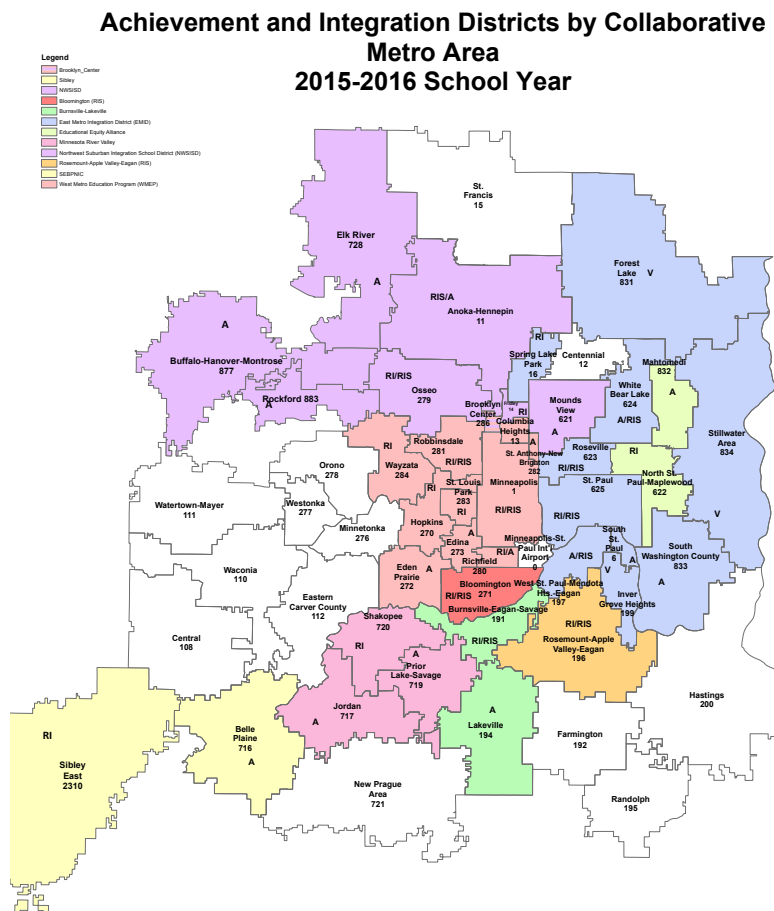 Achievement and Integration Districts by Collaborative
Metro Area
2015-2016 School Year
Legend
Brooklyn_Center
Sibley
NWSISD
Bloomington (RIS)
Burnsville-Lakeville
East Metro Integration District (EMID)
Educational Equity Alliance
Minnesota River Valley
Northwest Suburban Integration School District (NWSISD)
Rosemount-Apple Valley-Eagan (RIS)
SEBPNIC
West Metro Education Program (WMEP)
St.
Francis
15
Elk River
728
A
Forest
Lake V
831
RIS/A
Anoka-Hennepin
11
A
Buffalo-Hanover-Montrose
877
RI
Spring Lake
Park
16
Centennial
12
Mahtomedi
832
A
RI/RIS
Osseo
279
White
Bear Lake
624
A/RIS
Rockford 883
A
Brooklyn
Center
286
14
RI
Columbia
Heights
13
Mounds
View
621
A
Stillwater
Area
834
V
RI
Wayzata
284
Robbinsdale
281
RI/RIS
A
St. Anthony-New
Brighton
282
Roseville
623
RI/RIS
RI
North St.
Paul-Maplewood
622
Orono
278
Watertown-Mayer
111
Westonka
277
Minnetonka
276
RI
St. Louis
Park
283
RI
Minneapolis
1
RI/RIS
St. Paul
625
RI/RIS
Hopkins
270
A
Edina
273
Richfield
280
RI/A
Minneapolis-St.
Paul Int'
Airport
0
South
St.
Paul
6
A
V
A/RIS
South
Washington County
833
A
Waconia
110
Eden
Prairie
272
A
Bloomington
271
RI/RIS
West St. Paul-Mendota
Hts.-Eagan
197
Inver
Grove Heights
199
Eastern
Carver County
112
Burnsville-Eagan-Savage
191
RI/RIS
Central
108
Shakopee
720
RI
RI/RIS
Rosemount-Apple
Valley-Eagan
196
A
Prior
Lake-Savage
719
Jordan
717
A
A
Lakeville
194
Hastings
200
RI
Sibley
East
2310
Belle
Plaine
716
A
Farmington
192
New Prague
Area
721
Randolph
195